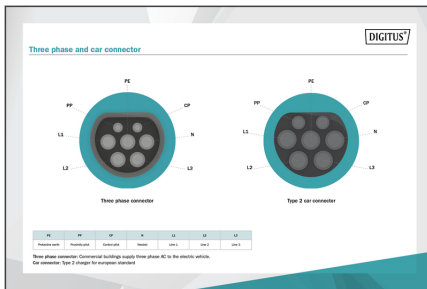 DIGITUS®
Three phase and car connector
PE
PP
CP
L1
N
L2
L3
Three phase connector
PE
PP
CP
L1
N
L2
L3
Type 2 car connector
PE PP CP N L1 L2 L3
Protective earth Proximity pilot Control pilot Neutral Line 1 Line 2 Line 3
Three phase connector: Commercial buildings supply three phase AC to the electric vehicle.
Car connector: Type 2 charger for european standard